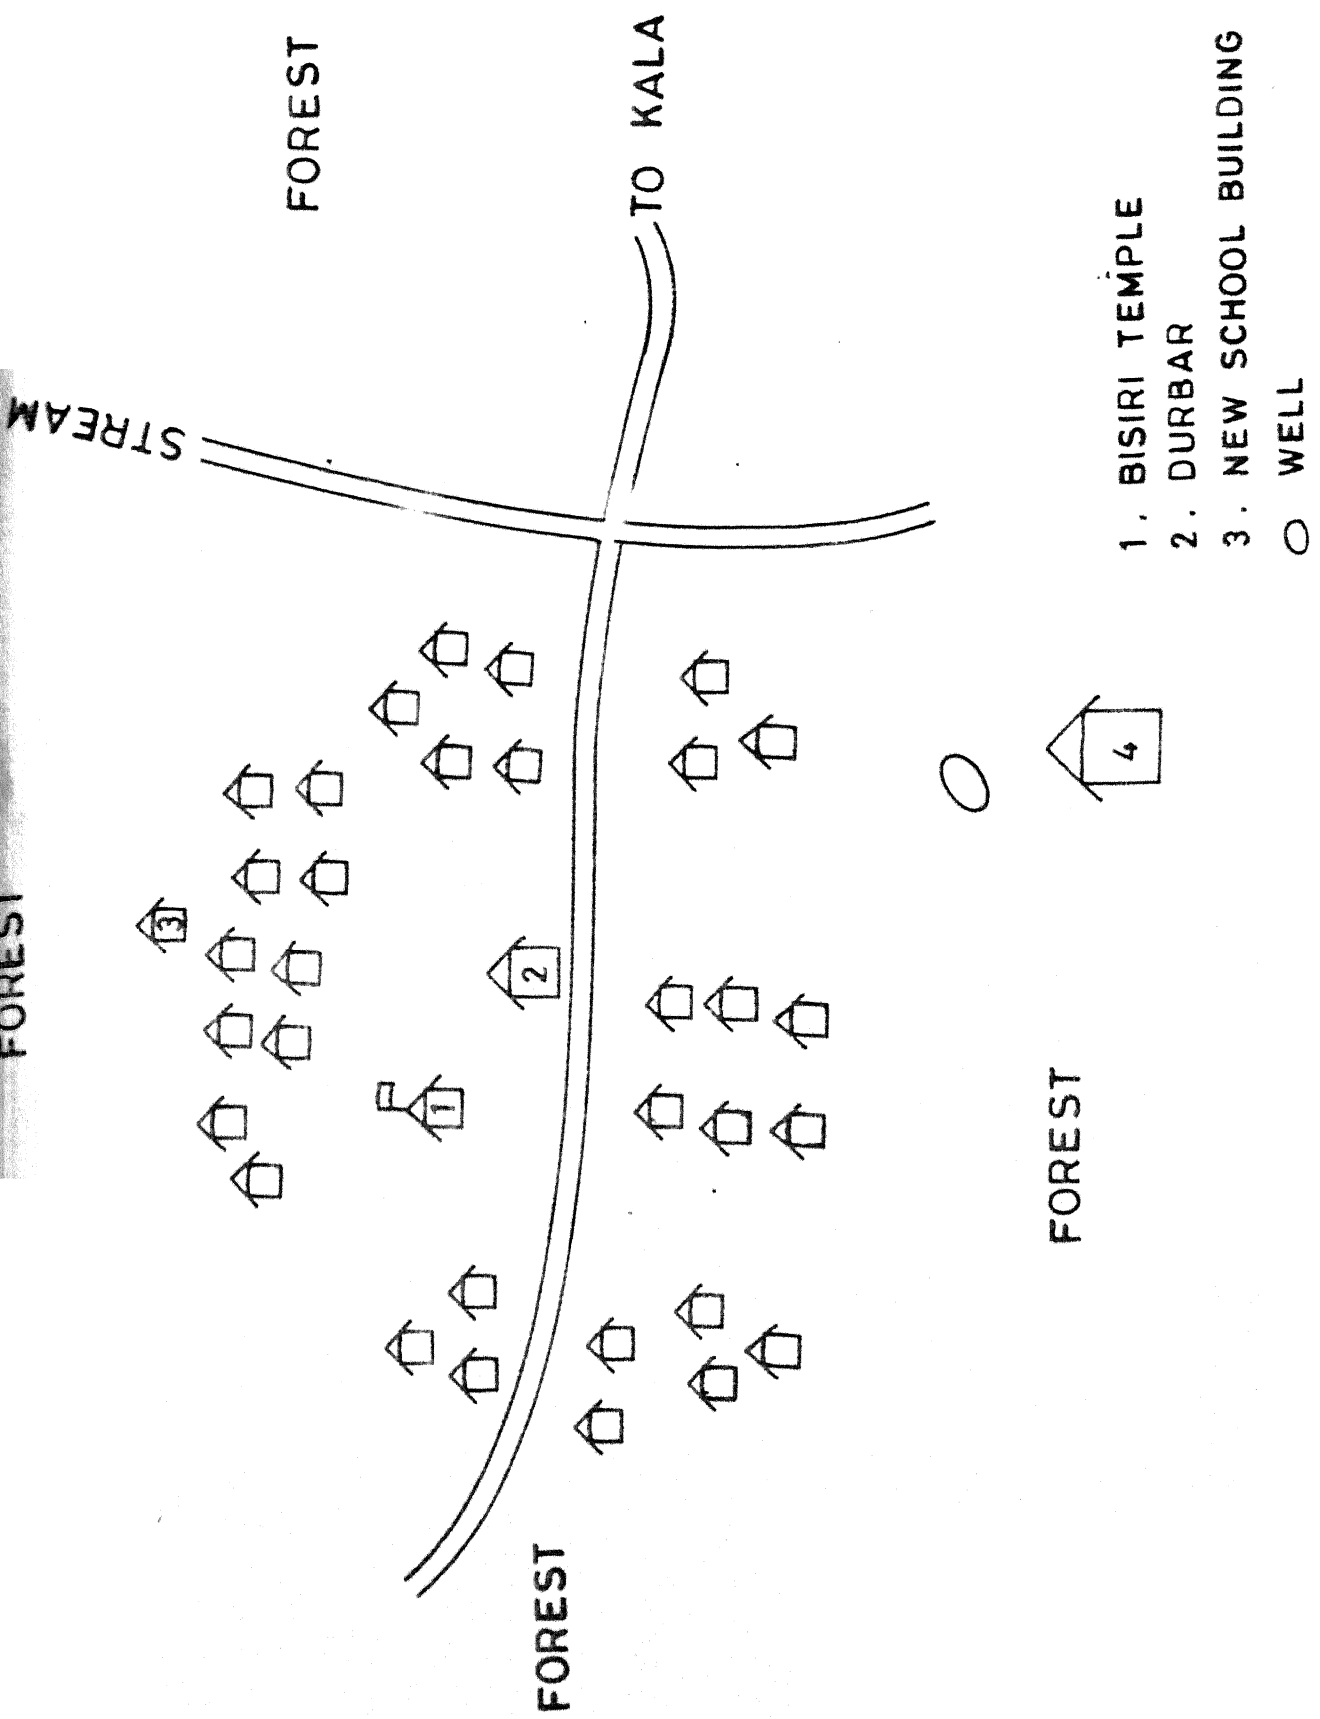 FOREST
TO KALA
STREAM
FOREST
3
2
1
4
FOREST
FOREST
1. BISIRI TEMPLE
2. DURBAR
3. NEW SCHOOL BUILDING
WELL